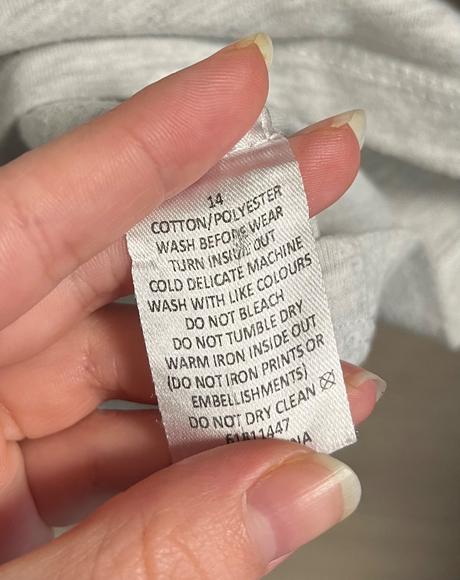 14
COTTON/POLYESTER
WASH BEFORE WEAR
TURN INSIDE OUT
COLD DELICATE MACHINE
WASH WITH LIKE COLOURS
DO NOT BLEACH
DO NOT TUMBLE DRY
WARM IRON INSIDE OUT
(DO NOT IRON PRINTS OR
EMBELLISHMENTS)
DO NOT DRY CLEAN
61811447